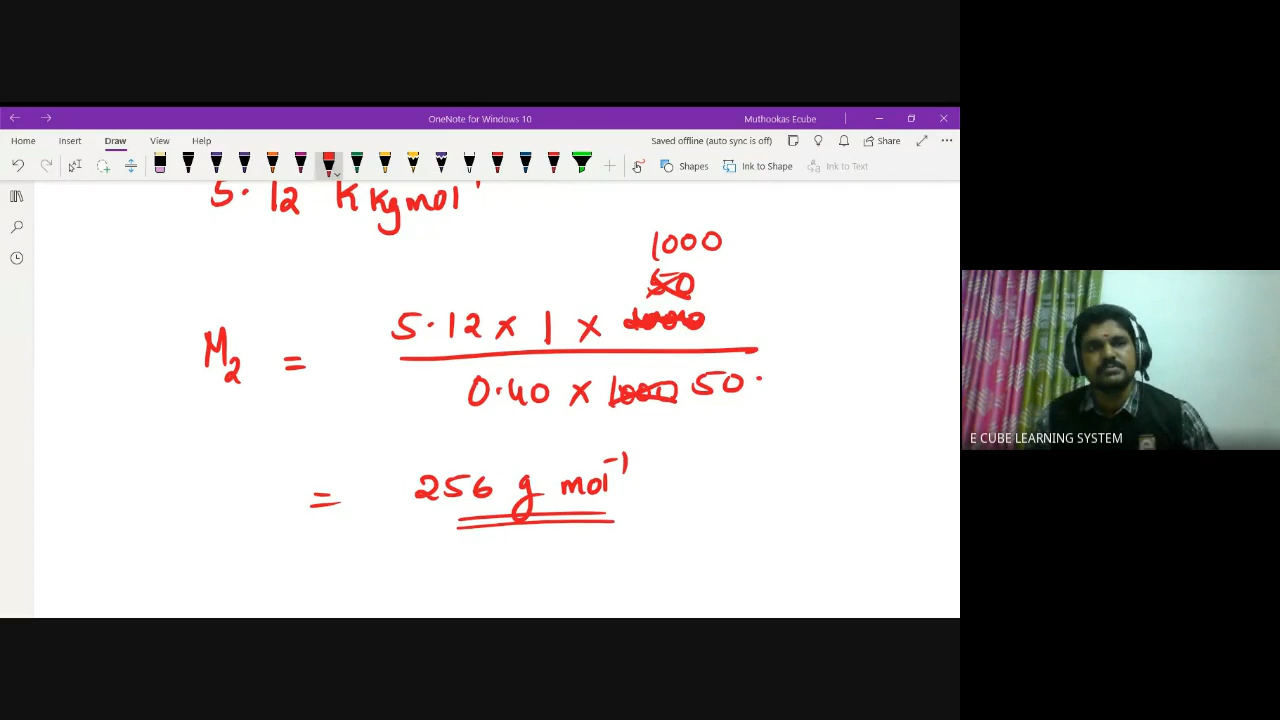 OneNote for Windows 10
Muthookas Ecube
Home Insert Draw View Help
Saved offline (auto sync is off)
Share
Shapes Ink to Shape Ink to Text
5.12 K Kg mol
1000
50
M2 = 5.12 x 1 x 1000
0.40 x 1000 50.
= 256 g mol-1
E CUBE LEARNING SYSTEM